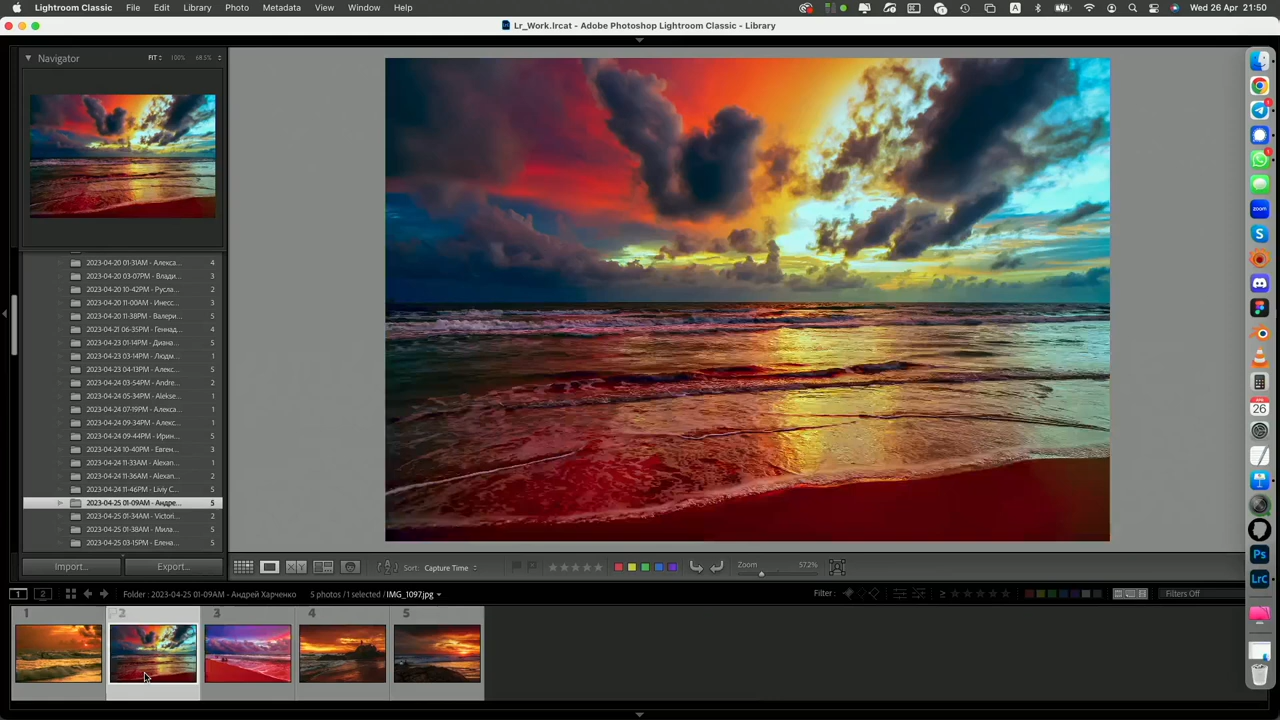 Lightroom Classic File Edit Library Photo Metadata View Window Help Wed 26 Apr 21:50
Lr_Work.lrcat - Adobe Photoshop Lightroom Classic - Library
Navigator FIT 100% 68.5%
2023-04-20 01-31AM - Алекса... 4
2023-04-20 03-07PM - Влади... 2
2023-04-20 10-42PM - Русла... 2
2023-04-20 11-00AM - Инесс... 3
2023-04-20 11-38PM - Валери... 5
2023-04-21 06-35PM - Геннад... 4
2023-04-23 01-14PM - Диана... 5
2023-04-23 03-14PM - Людм... 1
2023-04-23 04-13PM - Алекс... 5
2023-04-24 03-54PM - Andre... 2
2023-04-24 05-34PM - Alekse... 1
2023-04-24 07-19PM - Алекса... 1
2023-04-24 09-34PM - Алекс... 1
2023-04-24 09-44PM - Ирин... 5
2023-04-24 10-40PM - Евген... 3
2023-04-24 11-33AM - Alexan... 1
2023-04-24 11-36AM - Alexan... 2
2023-04-24 11-46PM - Liviy C... 5
2023-04-25 01-09AM - Андре... 5
2023-04-25 01-34AM - Victori... 2
2023-04-25 01-38AM - Мила... 5
2023-04-25 03-15PM - Елена... 3
Import... Export... Sort: Capture Time Zoom 57.2%
1 2 Folder : 2023-04-25 01-09AM - Андрей Харченко 5 photos / 1 selected / IMG_1097.jpg Filter : Filters Off
1 2 3 4 5
zoom
APR
26
Ps
LrC